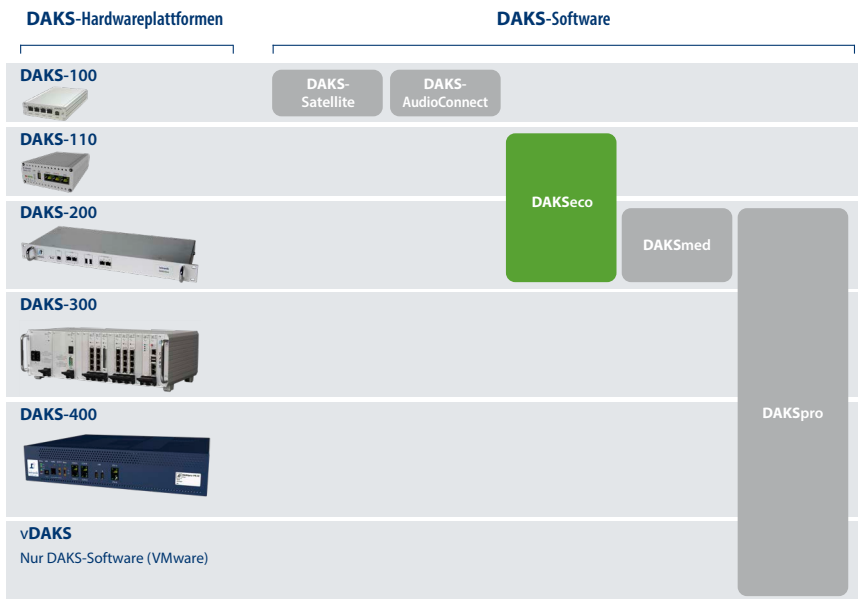 DAKS-Hardwareplattformen
DAKS-Software
DAKS-100
DAKS-
Satellite
DAKS-
AudioConnect
DAKS-110
DAKSeco
DAKS-200
DAKSmed
DAKS-300
DAKS-400
DAKSpro
vDAKS
Nur DAKS-Software (VMware)